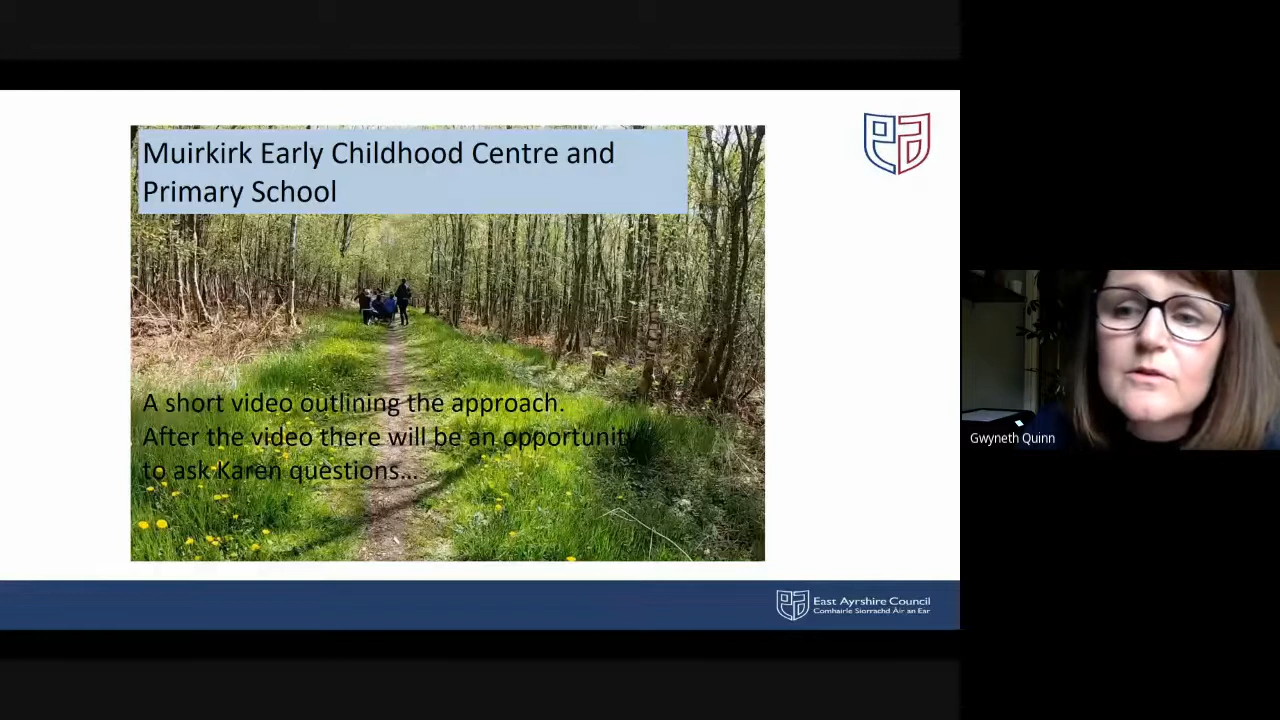 Muirkirk Early Childhood Centre and
Primary School
A short video outlining the approach.
After the video there will be an opportunity
to ask Karen questions...
Gwyneth Quinn
East Ayrshire Council
Comhairle Siorrachd Àir an Ear